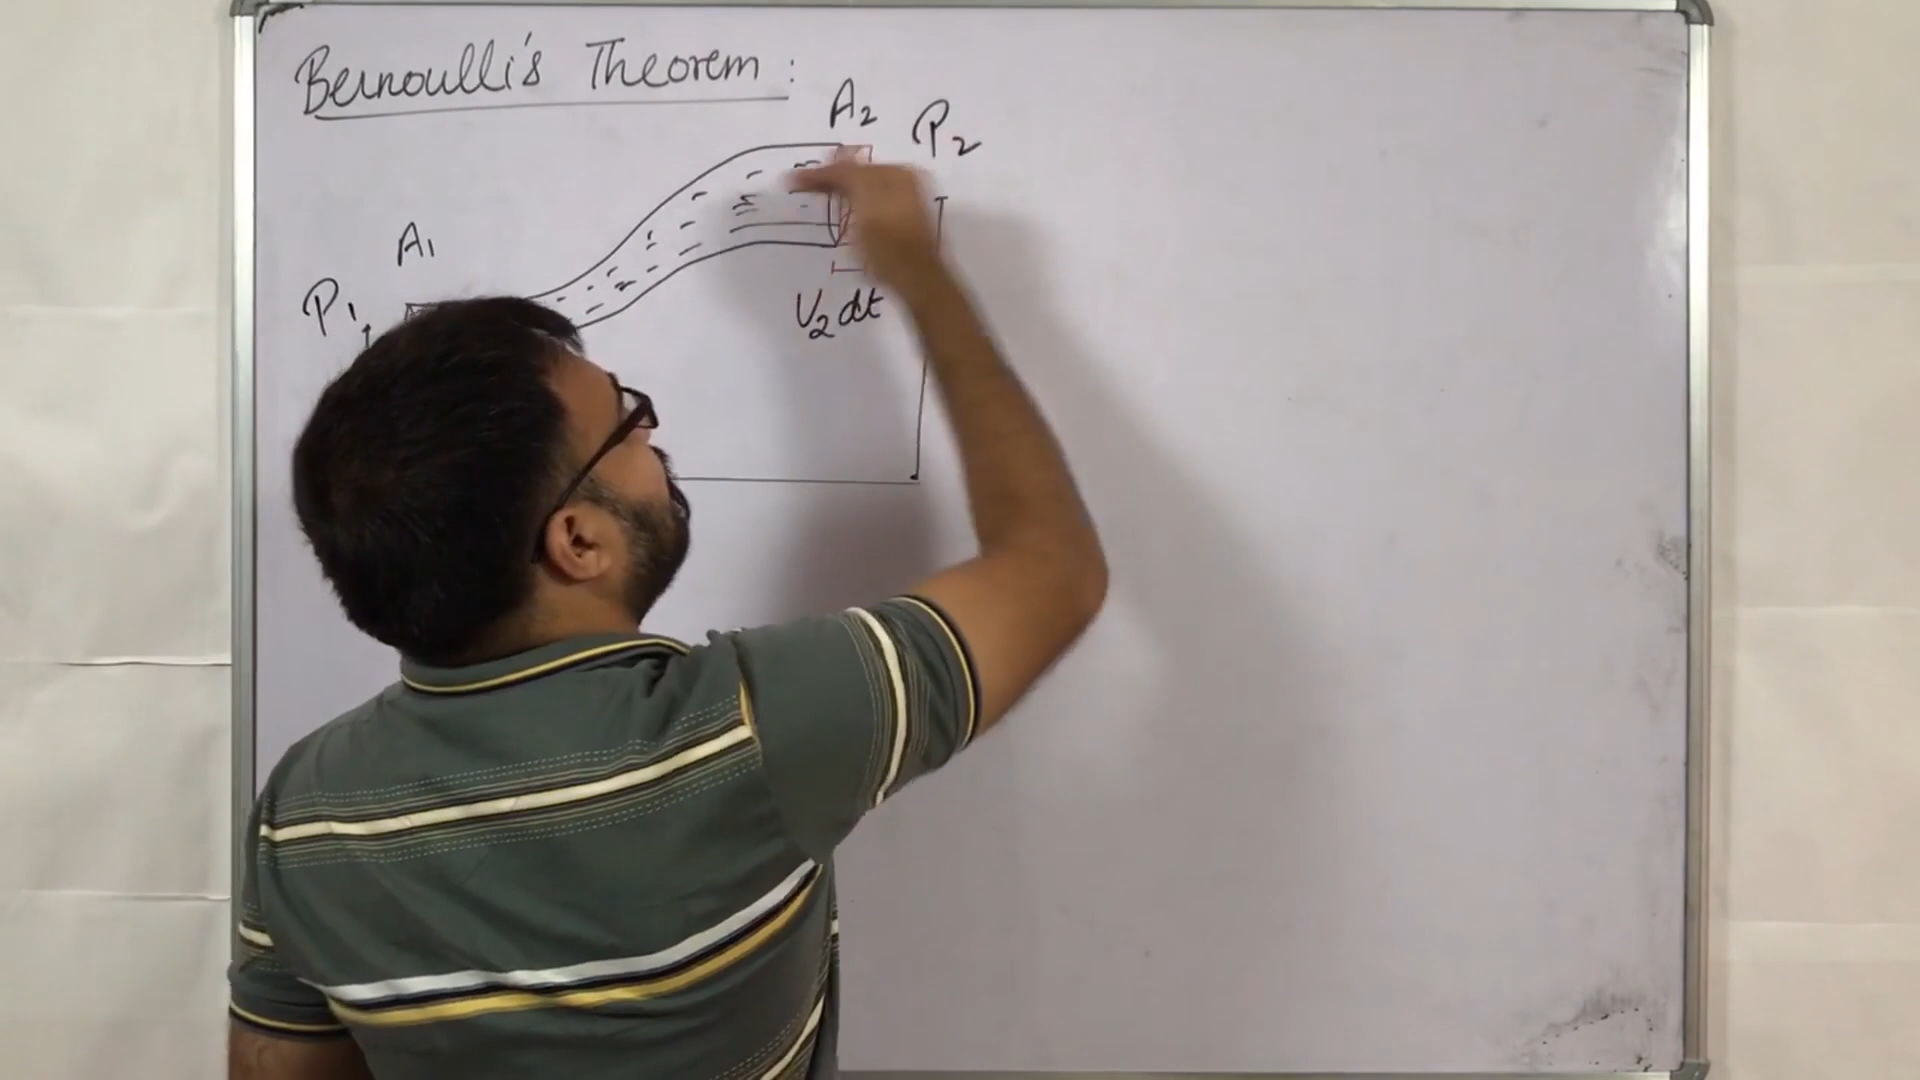 Bernoulli's Theorem :
A2
P2
A1
P1
V2 dt